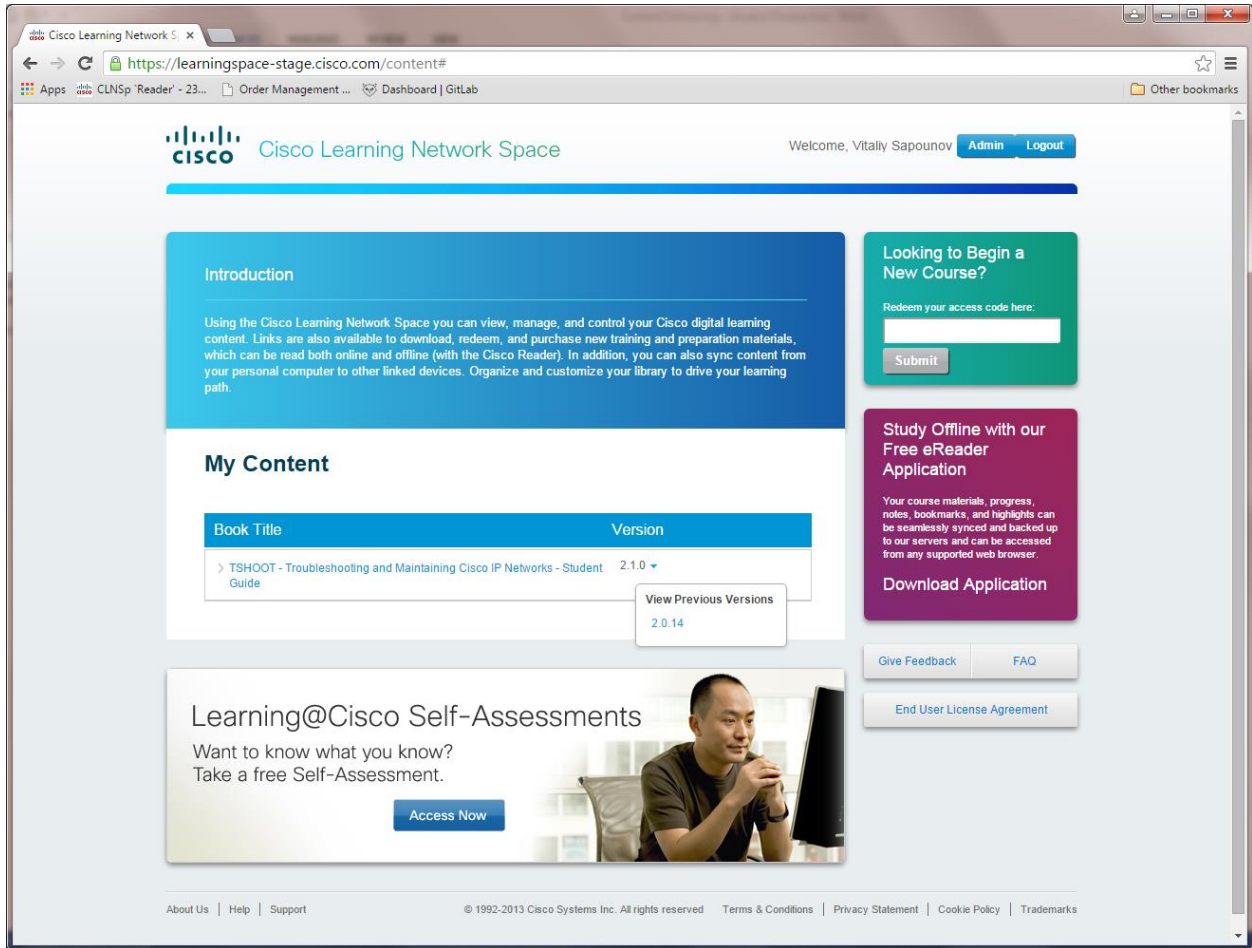 Cisco Learning Network S
https://learningspace-stage.cisco.com/content#
Apps
CLNSp 'Reader' - 23...
Order Management ...
Dashboard | GitLab
Other bookmarks
CISCO
Cisco Learning Network Space
Welcome, Vitaliy Sapounov
Admin
Logout
Introduction
Using the Cisco Learning Network Space you can view, manage, and control your Cisco digital learning
content. Links are also available to download, redeem, and purchase new training and preparation materials,
which can be read both online and offline (with the Cisco Reader). In addition, you can also sync content from
your personal computer to other linked devices. Organize and customize your library to drive your learning
path.
Looking to Begin a
New Course?
Redeem your access code here:
Submit
My Content
Book Title
Version
TSHOOT - Troubleshooting and Maintaining Cisco IP Networks - Student
Guide
2.1.0
View Previous Versions
2.0.14
Study Offline with our
Free eReader
Application
Your course materials, progress,
notes, bookmarks, and highlights can
be seamlessly synced and backed up
to our servers and can be accessed
from any supported web browser.
Download Application
Give Feedback
FAQ
End User License Agreement
Learning@Cisco Self-Assessments
Want to know what you know?
Take a free Self-Assessment.
Access Now
About Us | Help | Support
© 1992-2013 Cisco Systems Inc. All rights reserved
Terms & Conditions | Privacy Statement | Cookie Policy | Trademarks